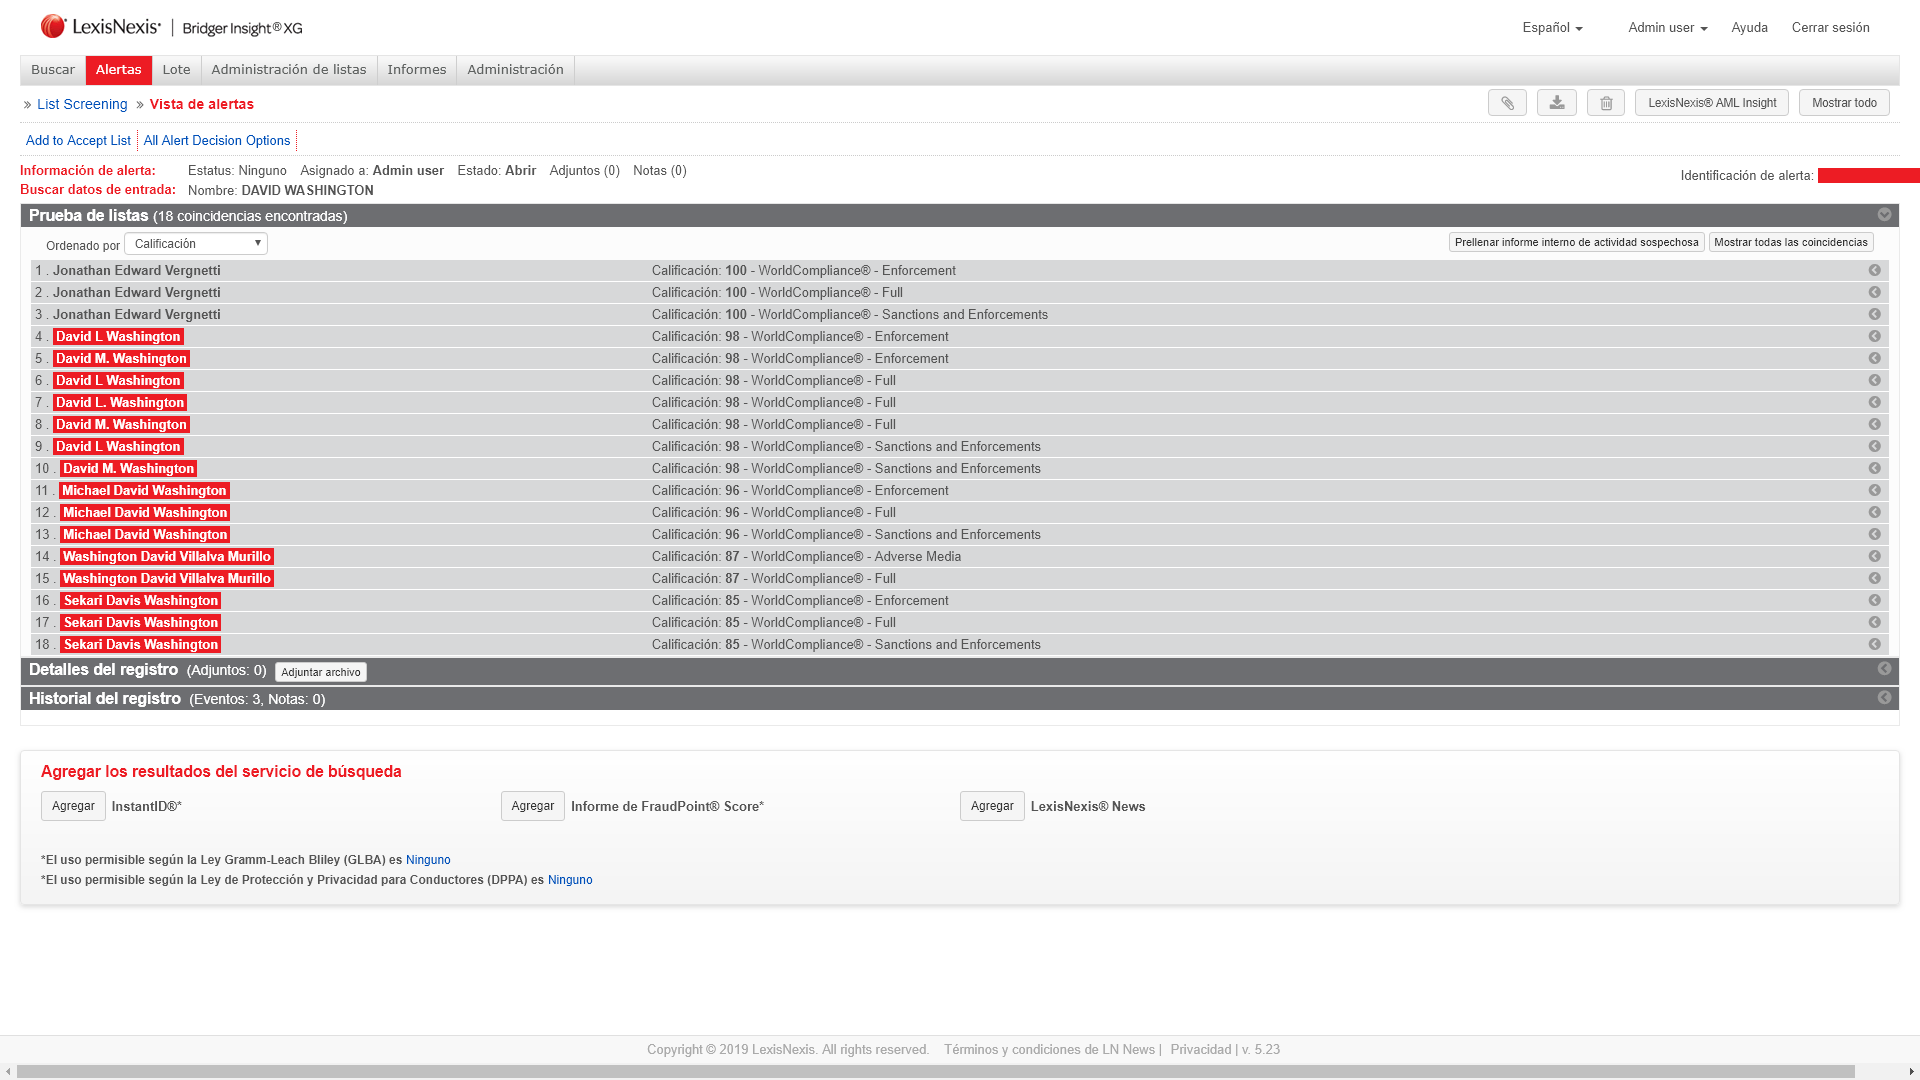 LexisNexis® | Bridger Insight® XG
Español Admin user Ayuda Cerrar sesión
Buscar Alertas Lote Administración de listas Informes Administración
» List Screening » Vista de alertas
LexisNexis® AML Insight Mostrar todo
Add to Accept List All Alert Decision Options
Información de alerta: Estatus: Ninguno Asignado a: Admin user Estado: Abrir Adjuntos (0) Notas (0)
Identificación de alerta:
Buscar datos de entrada: Nombre: DAVID WASHINGTON
Prueba de listas (18 coincidencias encontradas)
Ordenado por Calificación
Prellenar informe interno de actividad sospechosa Mostrar todas las coincidencias
1 . Jonathan Edward Vergnetti Calificación: 100 - WorldCompliance® - Enforcement
2 . Jonathan Edward Vergnetti Calificación: 100 - WorldCompliance® - Full
3 . Jonathan Edward Vergnetti Calificación: 100 - WorldCompliance® - Sanctions and Enforcements
4 . David L Washington Calificación: 98 - WorldCompliance® - Enforcement
5 . David M. Washington Calificación: 98 - WorldCompliance® - Enforcement
6 . David L Washington Calificación: 98 - WorldCompliance® - Full
7 . David L. Washington Calificación: 98 - WorldCompliance® - Full
8 . David M. Washington Calificación: 98 - WorldCompliance® - Full
9 . David L Washington Calificación: 98 - WorldCompliance® - Sanctions and Enforcements
10 . David M. Washington Calificación: 98 - WorldCompliance® - Sanctions and Enforcements
11 . Michael David Washington Calificación: 96 - WorldCompliance® - Enforcement
12 . Michael David Washington Calificación: 96 - WorldCompliance® - Full
13 . Michael David Washington Calificación: 96 - WorldCompliance® - Sanctions and Enforcements
14 . Washington David Villalva Murillo Calificación: 87 - WorldCompliance® - Adverse Media
15 . Washington David Villalva Murillo Calificación: 87 - WorldCompliance® - Full
16 . Sekari Davis Washington Calificación: 85 - WorldCompliance® - Enforcement
17 . Sekari Davis Washington Calificación: 85 - WorldCompliance® - Full
18 . Sekari Davis Washington Calificación: 85 - WorldCompliance® - Sanctions and Enforcements
Detalles del registro (Adjuntos: 0) Adjuntar archivo
Historial del registro (Eventos: 3, Notas: 0)
Agregar los resultados del servicio de búsqueda
Agregar InstantID®* Agregar Informe de FraudPoint® Score* Agregar LexisNexis® News
*El uso permisible según la Ley Gramm-Leach Bliley (GLBA) es Ninguno
*El uso permisible según la Ley de Protección y Privacidad para Conductores (DPPA) es Ninguno
Copyright © 2019 LexisNexis. All rights reserved. Términos y condiciones de LN News | Privacidad | v. 5.23